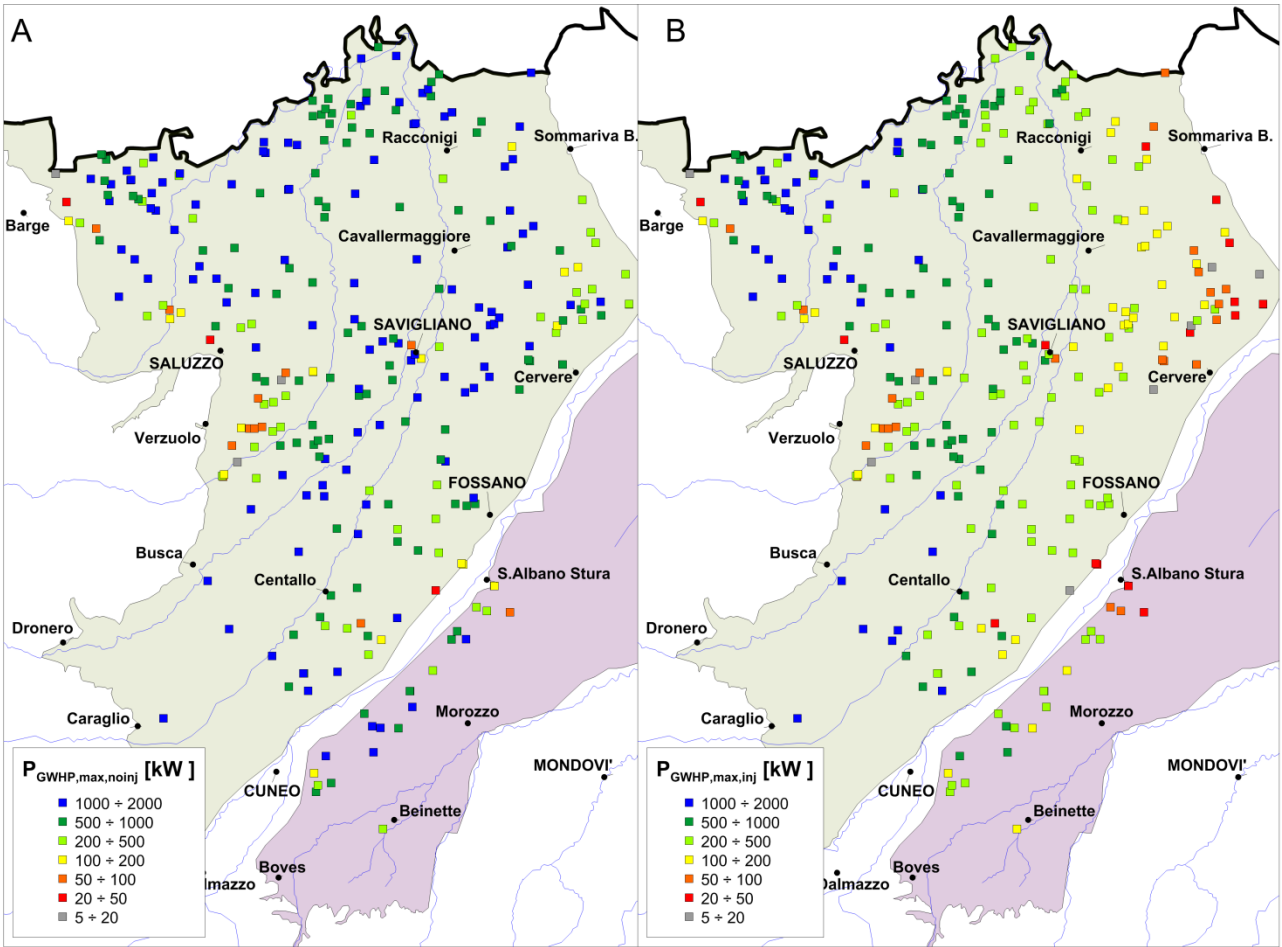 A
Racconigi
Sommariva B.
Barge
Cavallermaggiore
SAVIGLIANO
SALUZZO
Cervere
Verzuolo
FOSSANO
Busca
S.Albano Stura
Centallo
Dronero
Caraglio
Morozzo
MONDOVI'
CUNEO
Beinette
Boves
lmazzo
P GWHP,max,noinj [kW ]
1000 ÷ 2000
500 ÷ 1000
200 ÷ 500
100 ÷ 200
50 ÷ 100
20 ÷ 50
5 ÷ 20
B
Racconigi
Sommariva B.
Barge
Cavallermaggiore
SAVIGLIANO
SALUZZO
Cervere
Verzuolo
FOSSANO
Busca
S.Albano Stura
Centallo
Dronero
Caraglio
Morozzo
MONDOVI'
CUNEO
Beinette
Boves
Dalmazzo
P GWHP,max,inj [kW ]
1000 ÷ 2000
500 ÷ 1000
200 ÷ 500
100 ÷ 200
50 ÷ 100
20 ÷ 50
5 ÷ 20